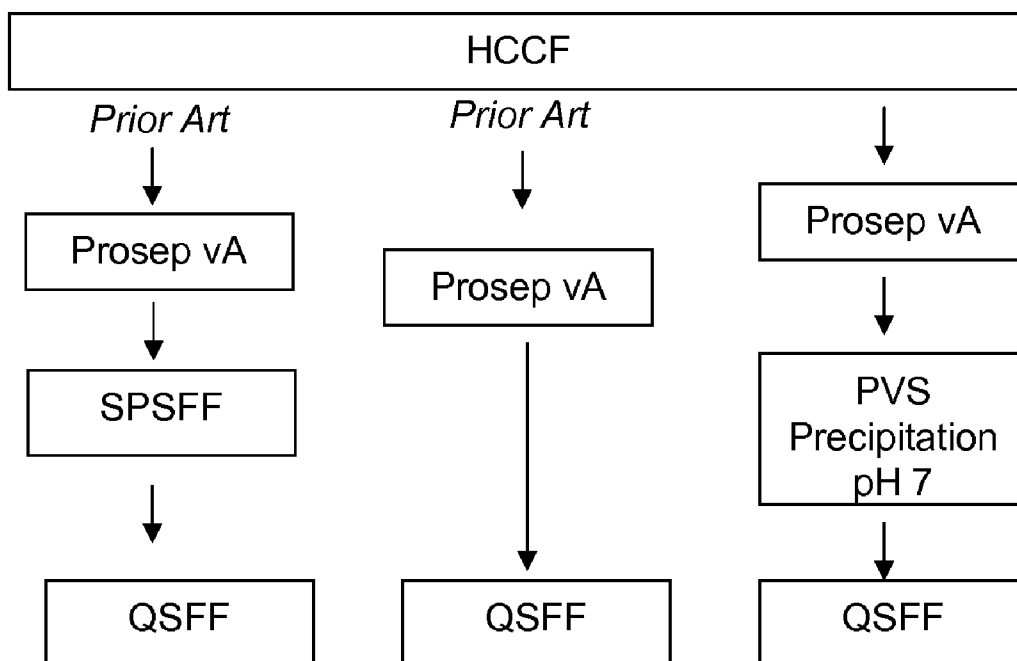 HCCF
Prior Art
Prosep vA
SPSFF
QSFF
Prior Art
Prosep vA
QSFF
Prosep vA
PVS
Precipitation
pH 7
QSFF